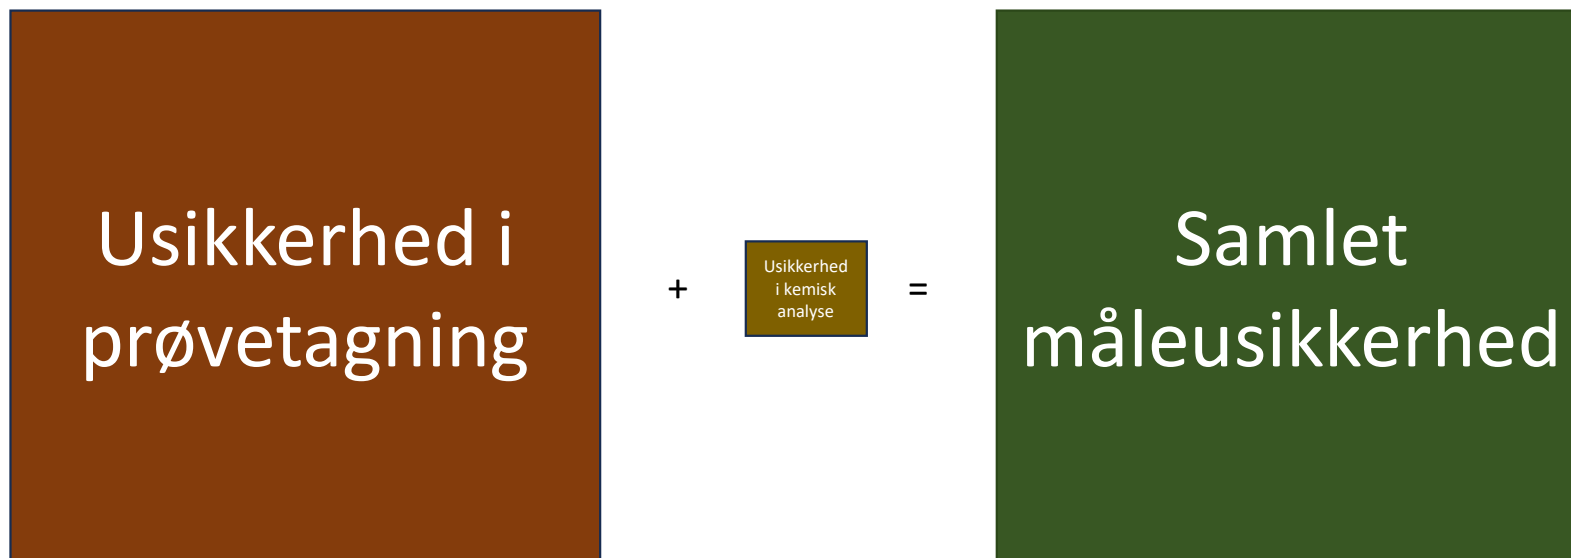 Usikkerhed i
prøvetagning
+
Usikkerhed
i kemisk
analyse
=
Samlet
måleusikkerhed